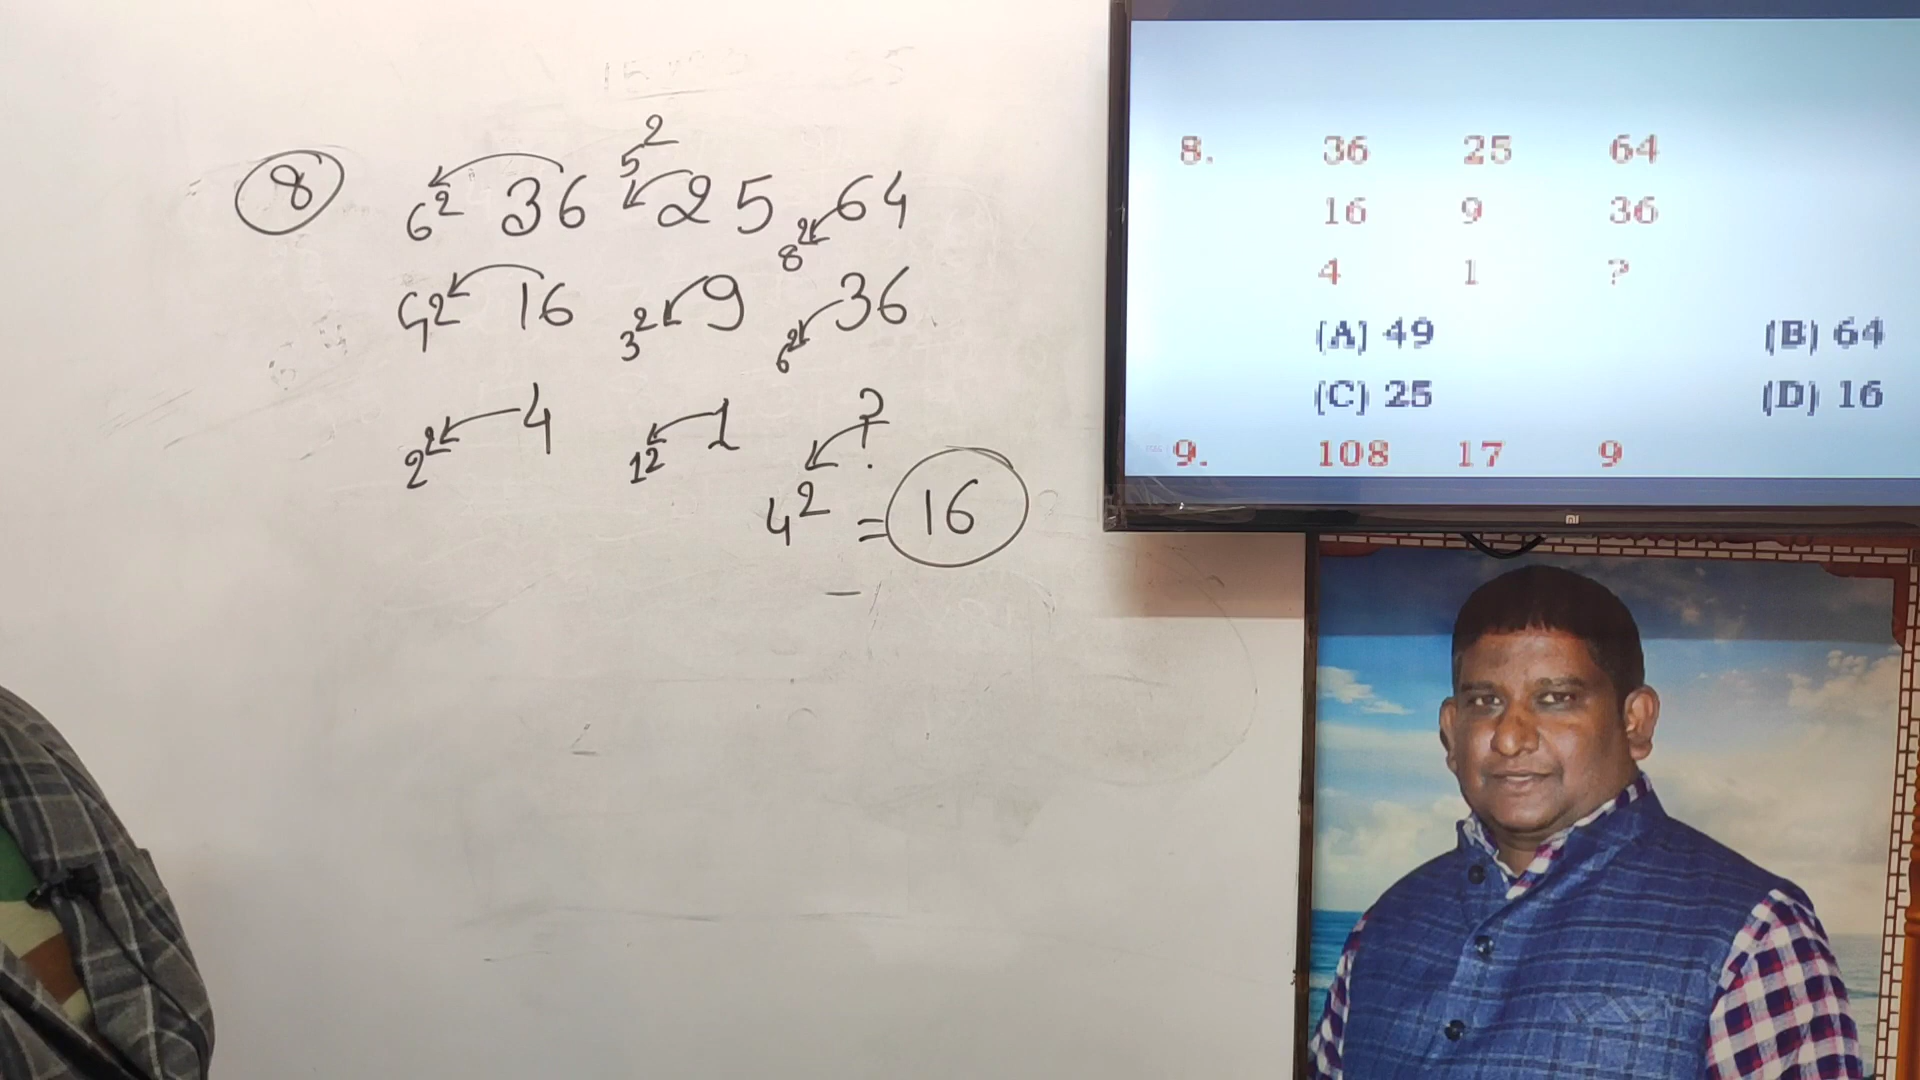 8 6² 36 5² 25 8² 64
4² 16 3² 9 6² 36
2² 4 1² 1 ?
4² = 16
8. 36 25 64
16 9 36
4 1 ?
(A) 49 (B) 64
(C) 25 (D) 16
9. 108 17 9
mi